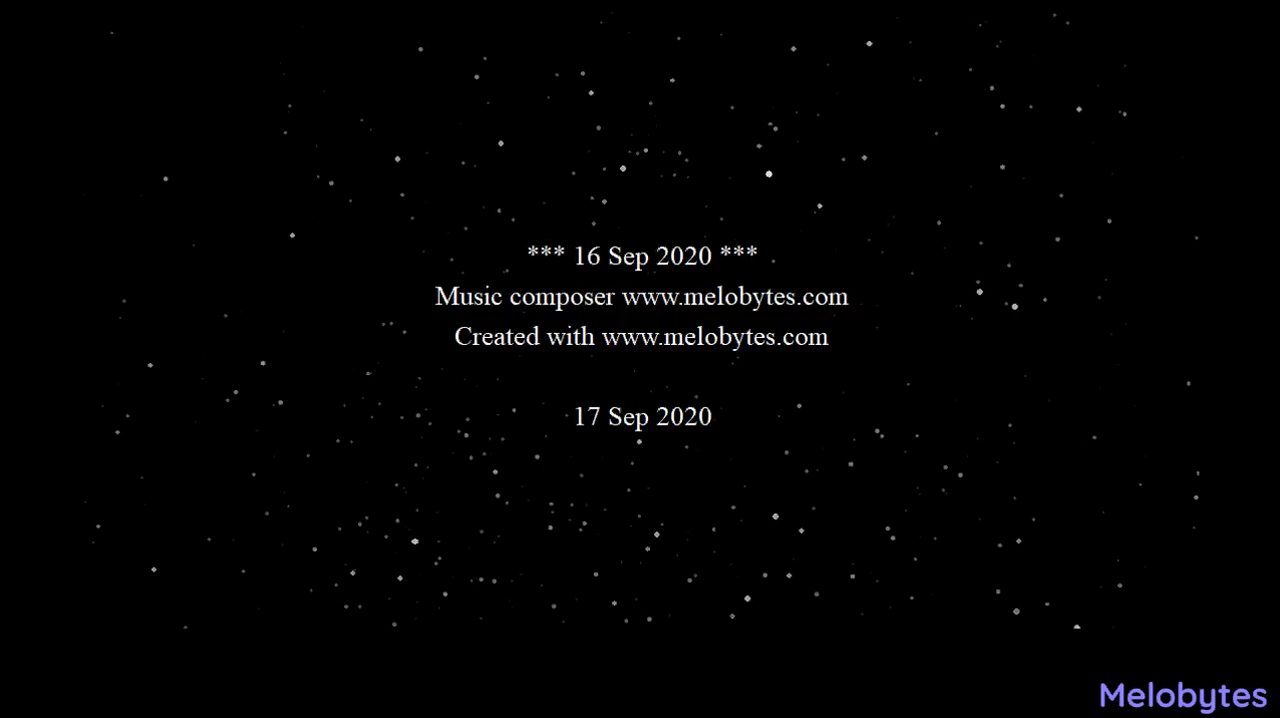 *** 16 Sep 2020 ***
Music composer www.melobytes.com
Created with www.melobytes.com
17 Sep 2020
Melobytes